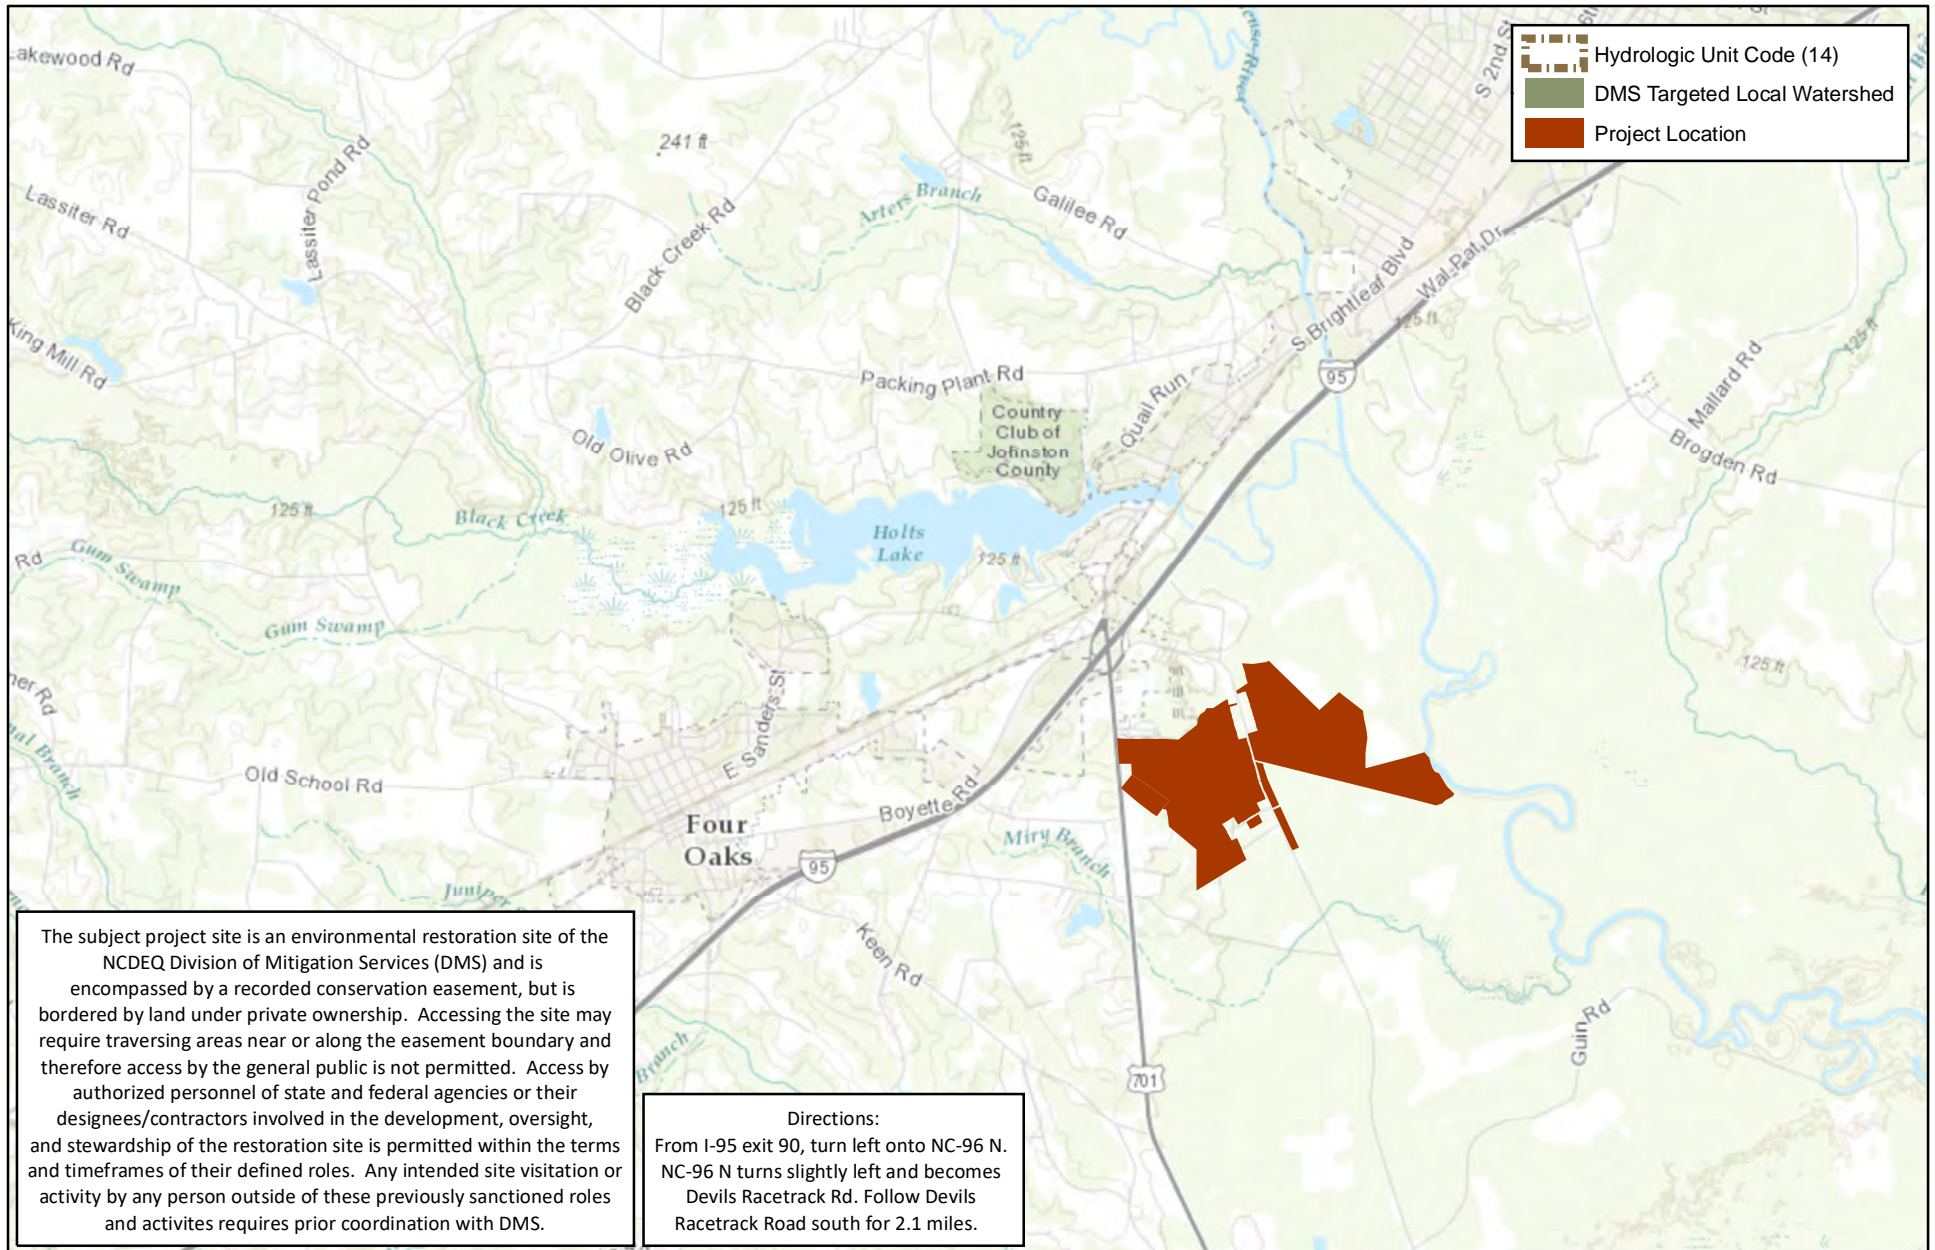 Hydrologic Unit Code (14)
DMS Targeted Local Watershed
Project Location
akewood Rd
Lassiter Rd
Lassiter Pond Rd
241 ft
Black Creek Rd
Arters Branch
125 ft
Galilee Rd
S 2nd St
S Brightleaf Blvd
Wal Pat Dr
125 ft
95
King Mill Rd
Packing Plant Rd
Quail Run
Country
Club of
Johnston
County
Old Olive Rd
Mallard Rd
125 ft
Brogden Rd
125 ft
Black Creek
125 ft
Holts
Lake
125 ft
Rd
Gum Swamp
Gum Swamp
125 ft
ner Rd
nal Branch
Old School Rd
E Sanders St
Boyette Rd
Four
Oaks
95
Miry Branch
Juniper
Keen Rd
Guin Rd
701
Branch
The subject project site is an environmental restoration site of the
NCDEQ Division of Mitigation Services (DMS) and is
encompassed by a recorded conservation easement, but is
bordered by land under private ownership. Accessing the site may
require traversing areas near or along the easement boundary and
therefore access by the general public is not permitted. Access by
authorized personnel of state and federal agencies or their
designees/contractors involved in the development, oversight,
and stewardship of the restoration site is permitted within the terms
and timeframes of their defined roles. Any intended site visitation or
activity by any person outside of these previously sanctioned roles
and activites requires prior coordination with DMS.
Directions:
From I-95 exit 90, turn left onto NC-96 N.
NC-96 N turns slightly left and becomes
Devils Racetrack Rd. Follow Devils
Racetrack Road south for 2.1 miles.